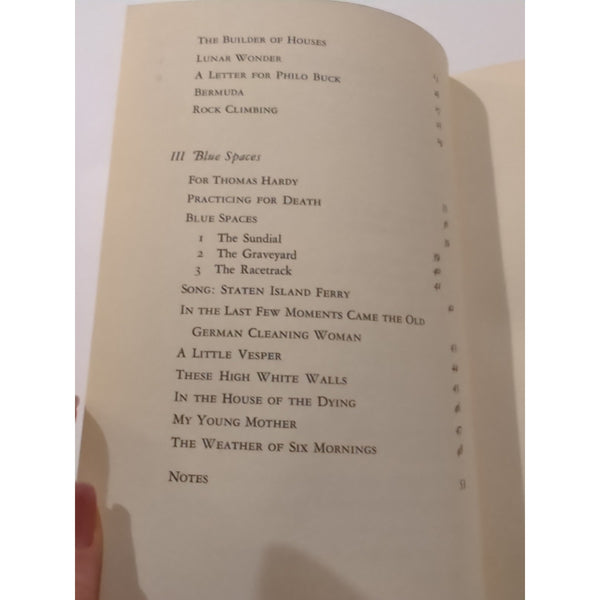 THE BUILDER OF HOUSES
LUNAR WONDER
A LETTER FOR PHILO BUCK
BERMUDA
ROCK CLIMBING
III Blue Spaces
FOR THOMAS HARDY
PRACTICING FOR DEATH
BLUE SPACES
1 The Sundial
2 The Graveyard
3 The Racetrack
SONG: STATEN ISLAND FERRY
IN THE LAST FEW MOMENTS CAME THE OLD
GERMAN CLEANING WOMAN
A LITTLE VESPER
THESE HIGH WHITE WALLS
IN THE HOUSE OF THE DYING
MY YOUNG MOTHER
THE WEATHER OF SIX MORNINGS
NOTES